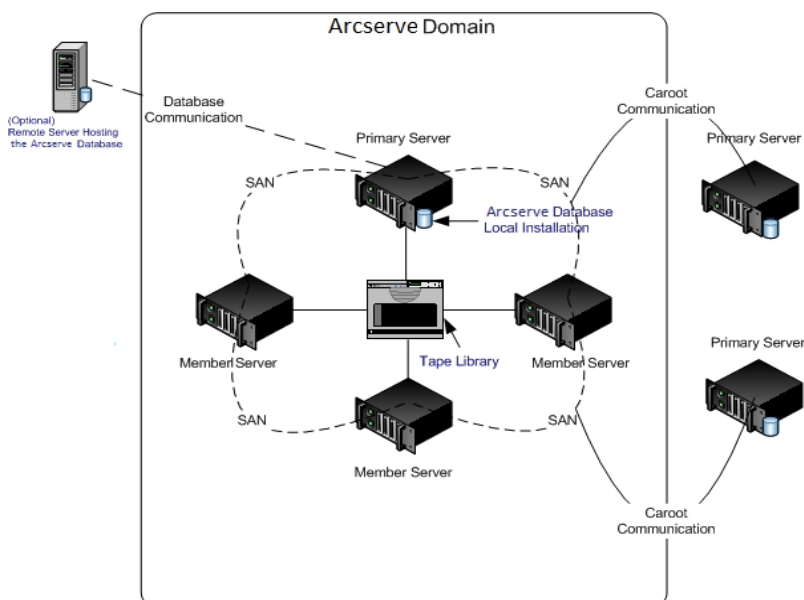 Arcserve Domain
(Optional)
Remote Server Hosting
the Arcserve Database
Database
Communication
Caroot
Communication
Primary Server
Primary Server
SAN
SAN
Arcserve Database
Local Installation
Member Server
Tape Library
Member Server
Primary Server
SAN
SAN
Member Server
Caroot
Communication